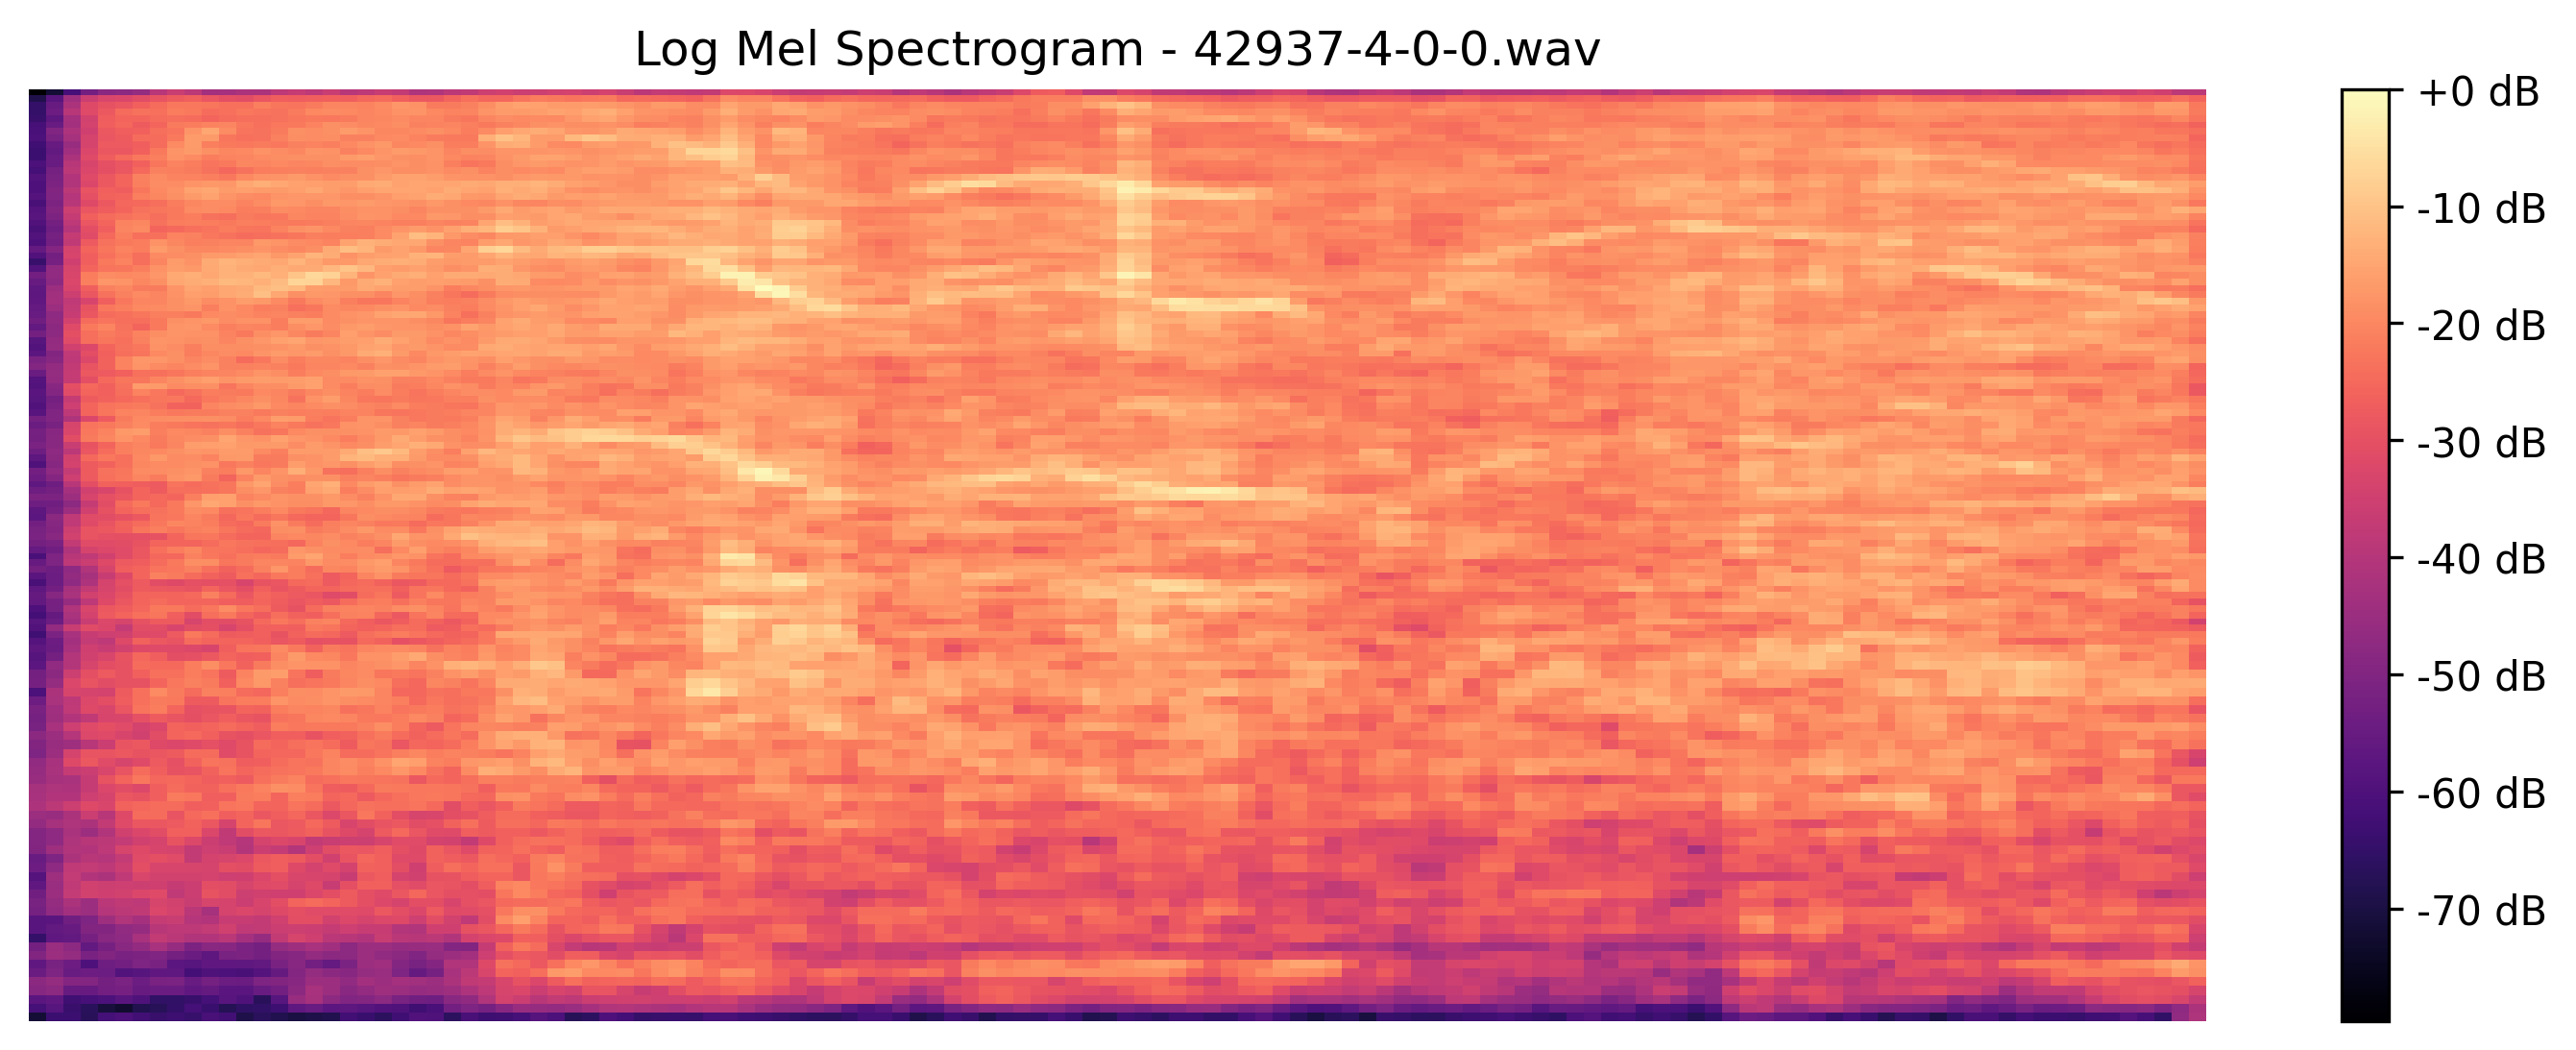 Log Mel Spectrogram - 42937-4-0-0.wav
+0 dB
-10 dB
-20 dB
-30 dB
-40 dB
-50 dB
-60 dB
-70 dB